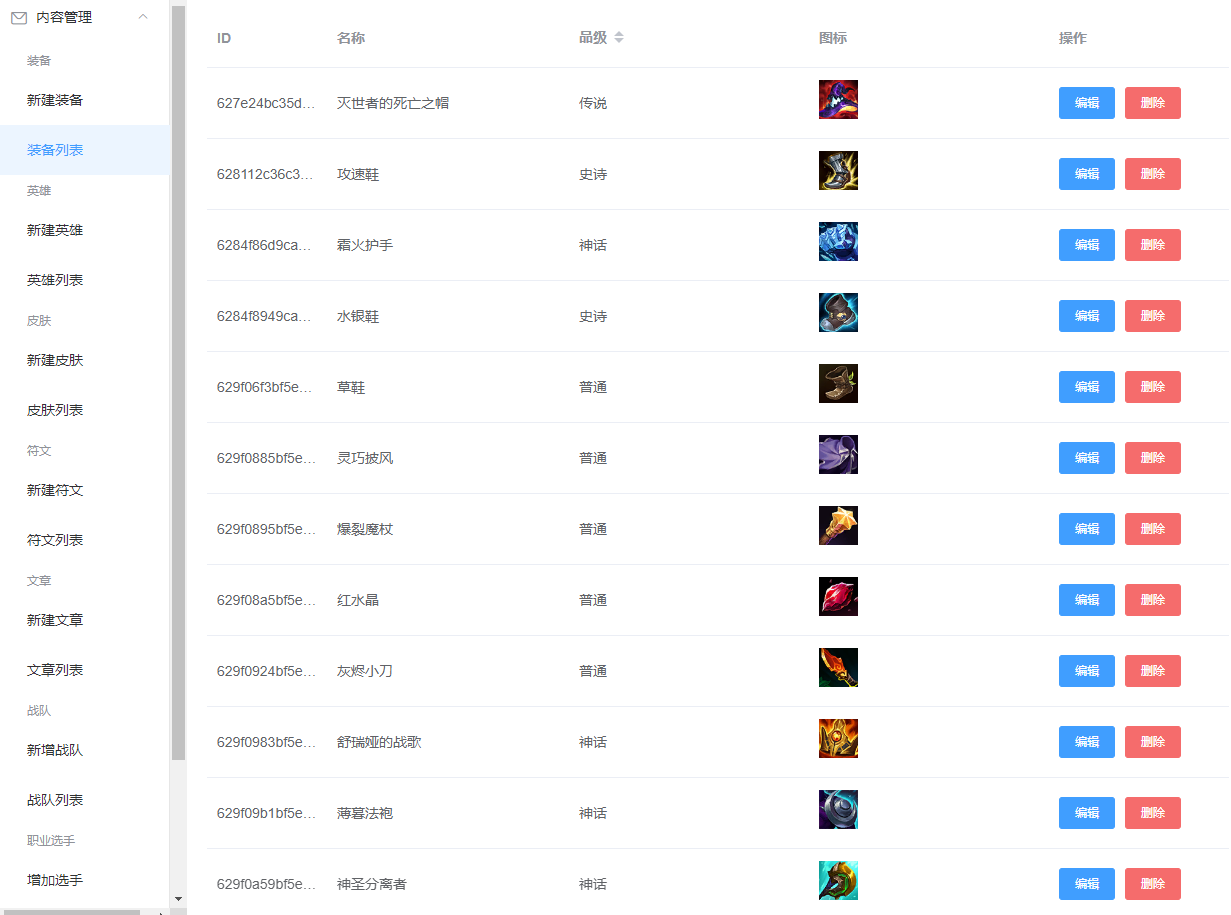 内容管理
装备
新建装备
装备列表
英雄
新建英雄
英雄列表
皮肤
新建皮肤
皮肤列表
符文
新建符文
符文列表
文章
新建文章
文章列表
战队
新增战队
战队列表
职业选手
增加选手
ID 名称 品级 图标 操作
627e24bc35d... 灭世者的死亡之帽 传说 编辑 删除
628112c36c3... 攻速鞋 史诗 编辑 删除
6284f86d9ca... 霜火护手 神话 编辑 删除
6284f8949ca... 水银鞋 史诗 编辑 删除
629f06f3bf5e... 草鞋 普通 编辑 删除
629f0885bf5e... 灵巧披风 普通 编辑 删除
629f0895bf5e... 爆裂魔杖 普通 编辑 删除
629f08a5bf5e... 红水晶 普通 编辑 删除
629f0924bf5e... 灰烬小刀 普通 编辑 删除
629f0983bf5e... 舒瑞娅的战歌 神话 编辑 删除
629f09b1bf5e... 薄暮法袍 神话 编辑 删除
629f0a59bf5e... 神圣分离者 神话 编辑 删除